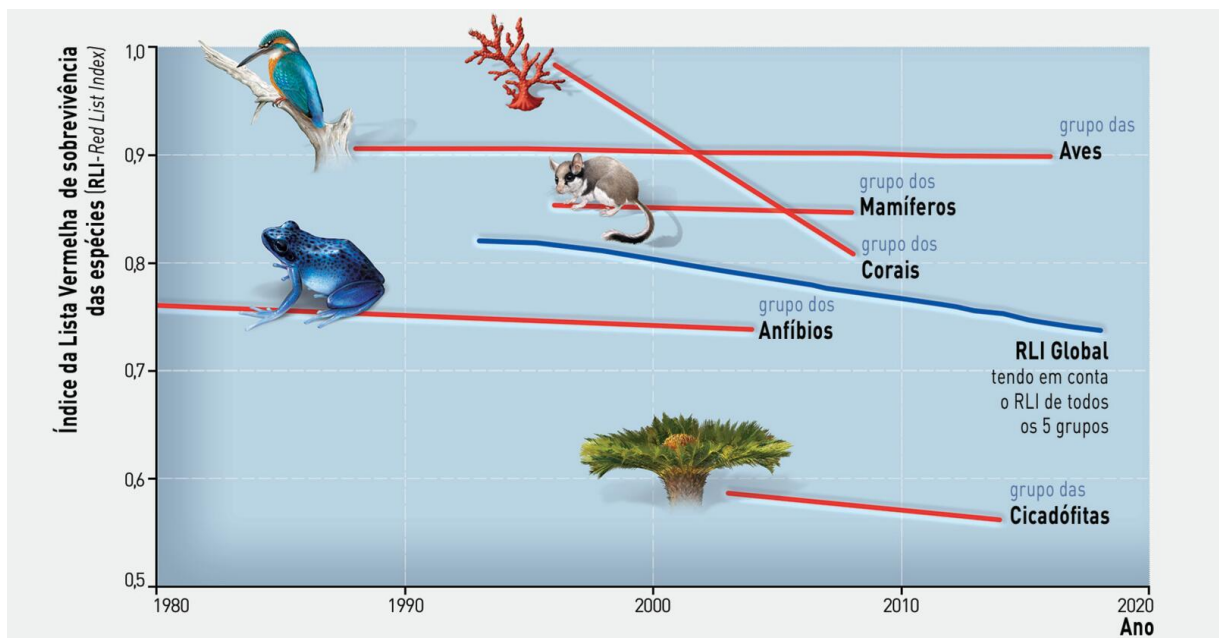 Índice da Lista Vermelha de sobrevivência
das espécies (RLI-Red List Index)
1,0
0,9
0,8
0,7
0,6
0,5
grupo das
Aves
grupo dos
Mamíferos
grupo dos
Corais
grupo dos
Anfíbios
RLI Global
tendo em conta
o RLI de todos
os 5 grupos
grupo das
Cicadófitas
1980
1990
2000
2010
2020
Ano